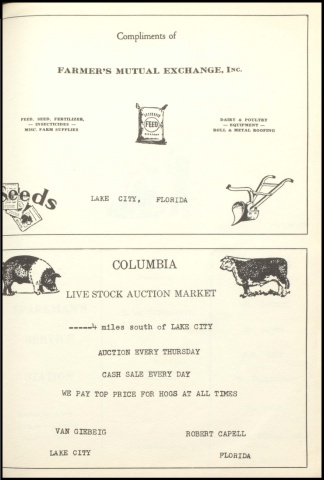 Compliments of
FARMER'S MUTUAL EXCHANGE, INC.
FEED, SEED, FERTILIZER,
— INSECTICIDES —
MISC. FARM SUPPLIES
FEED
DAIRY & POULTRY
— EQUIPMENT —
ROLL & METAL ROOFING
Seeds
LAKE CITY, FLORIDA
COLUMBIA
LIVE STOCK AUCTION MARKET
-----4 miles south of LAKE CITY
AUCTION EVERY THURSDAY
CASH SALE EVERY DAY
WE PAY TOP PRICE FOR HOGS AT ALL TIMES
VAN GIEBEIG ROBERT CAPELL
LAKE CITY FLORIDA